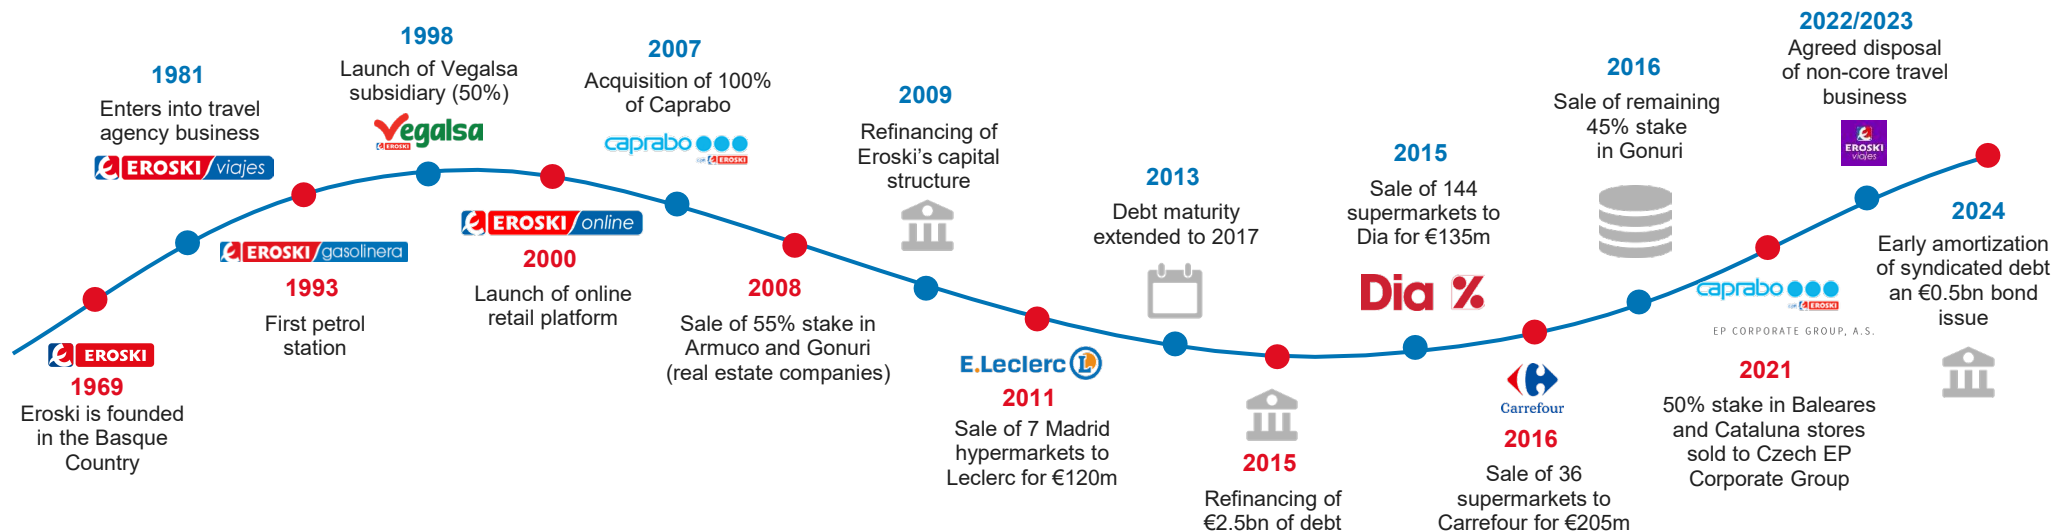 1969
EROSKI
Eroski is founded
in the Basque
Country
1981
Enters into travel
agency business
EROSKI viajes
EROSKI gasolinera
1993
First petrol
station
1998
Launch of Vegalsa
subsidiary (50%)
Vegalsa
EROSKI
EROSKI online
2000
Launch of online
retail platform
2007
Acquisition of 100%
of Caprabo
caprabo
EROSKI
2008
Sale of 55% stake in
Armuco and Gonuri
(real estate companies)
2009
Refinancing of
Eroski’s capital
structure
E.Leclerc L
2011
Sale of 7 Madrid
hypermarkets to
Leclerc for €120m
2013
Debt maturity
extended to 2017
2015
Refinancing of
€2.5bn of debt
2015
Sale of 144
supermarkets to
Dia for €135m
Dia %
Carrefour
2016
Sale of 36
supermarkets to
Carrefour for €205m
2016
Sale of remaining
45% stake
in Gonuri
caprabo
EROSKI
EP CORPORATE GROUP, A.S.
2021
50% stake in Baleares
and Cataluna stores
sold to Czech EP
Corporate Group
2022/2023
Agreed disposal
of non-core travel
business
EROSKI
viajes
2024
Early amortization
of syndicated debt
an €0.5bn bond
issue